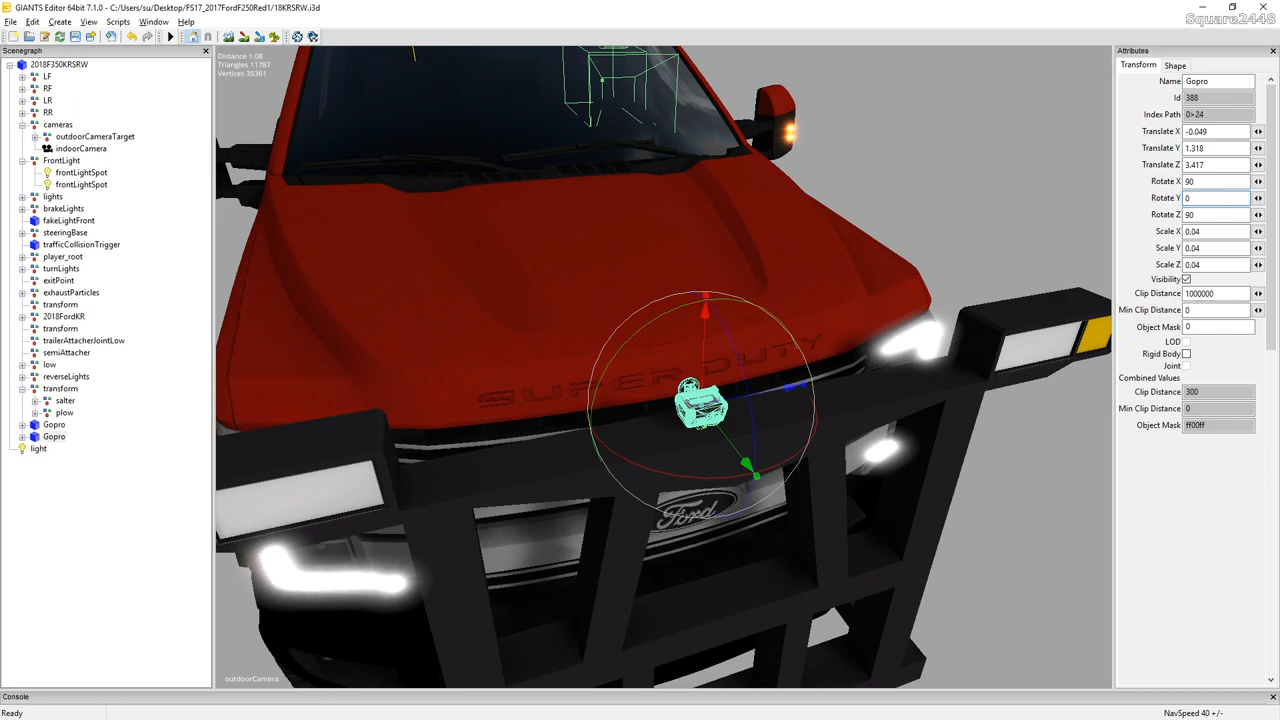 GIANTS Editor 64bit 7.1.0 - C:/Users/su/Desktop/FS17_2017FordF250Red1/18KRSRW.i3d
Square2448
File Edit Create View Scripts Window Help
Scenegraph
2018F350KRSRW
LF
RF
LR
RR
cameras
outdoorCameraTarget
indoorCamera
FrontLight
frontLightSpot
frontLightSpot
lights
brakeLights
fakeLightFront
steeringBase
trafficCollisionTrigger
player_root
turnLights
exitPoint
exhaustParticles
transform
2018FordKR
transform
trailerAttacherJointLow
semiAttacher
low
reverseLights
transform
salter
plow
Gopro
Gopro
light
Distance 1.08
Triangles 11787
Vertices 35361
SUPER DUTY
Ford
outdoorCamera
Attributes
Transform Shape
Name Gopro
Id 388
Index Path 0>24
Translate X -0.049
Translate Y 1.318
Translate Z 3.417
Rotate X 90
Rotate Y 0
Rotate Z 90
Scale X 0.04
Scale Y 0.04
Scale Z 0.04
Visibility
Clip Distance 1000000
Min Clip Distance 0
Object Mask 0
LOD
Rigid Body
Joint
Combined Values
Clip Distance 300
Min Clip Distance 0
Object Mask ff00ff
Console
Ready
NavSpeed 40 +/-